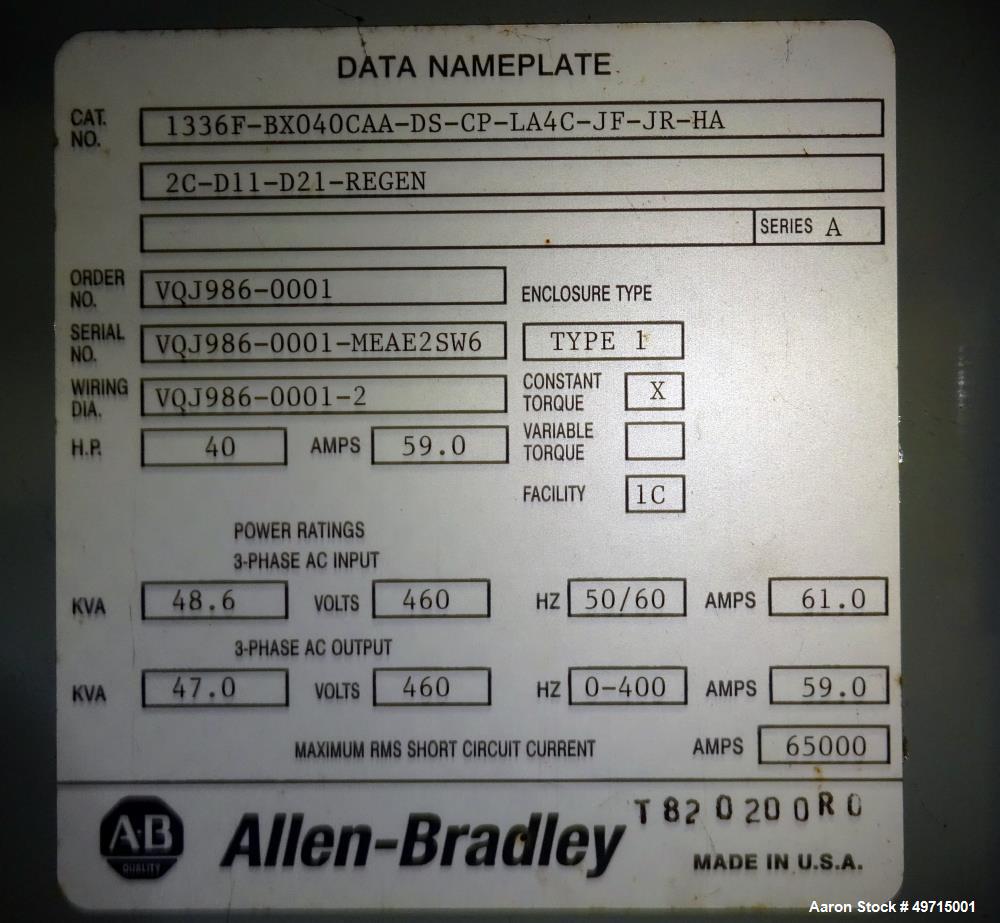 DATA NAMEPLATE
CAT. NO. 1336F-BX040CAA-DS-CP-LA4C-JF-JR-HA
2C-D11-D21-REGEN
SERIES A
ORDER NO. VQJ986-0001
ENCLOSURE TYPE
SERIAL NO. VQJ986-0001-MEAE2SW6 TYPE 1
WIRING DIA. VQJ986-0001-2 CONSTANT TORQUE X
H.P. 40 AMPS 59.0 VARIABLE TORQUE
FACILITY 1C
POWER RATINGS
3-PHASE AC INPUT
KVA 48.6 VOLTS 460 HZ 50/60 AMPS 61.0
3-PHASE AC OUTPUT
KVA 47.0 VOLTS 460 HZ 0-400 AMPS 59.0
MAXIMUM RMS SHORT CIRCUIT CURRENT AMPS 65000
A·B QUALITY Allen-Bradley T820200R0
MADE IN U.S.A.
Aaron Stock # 49715001